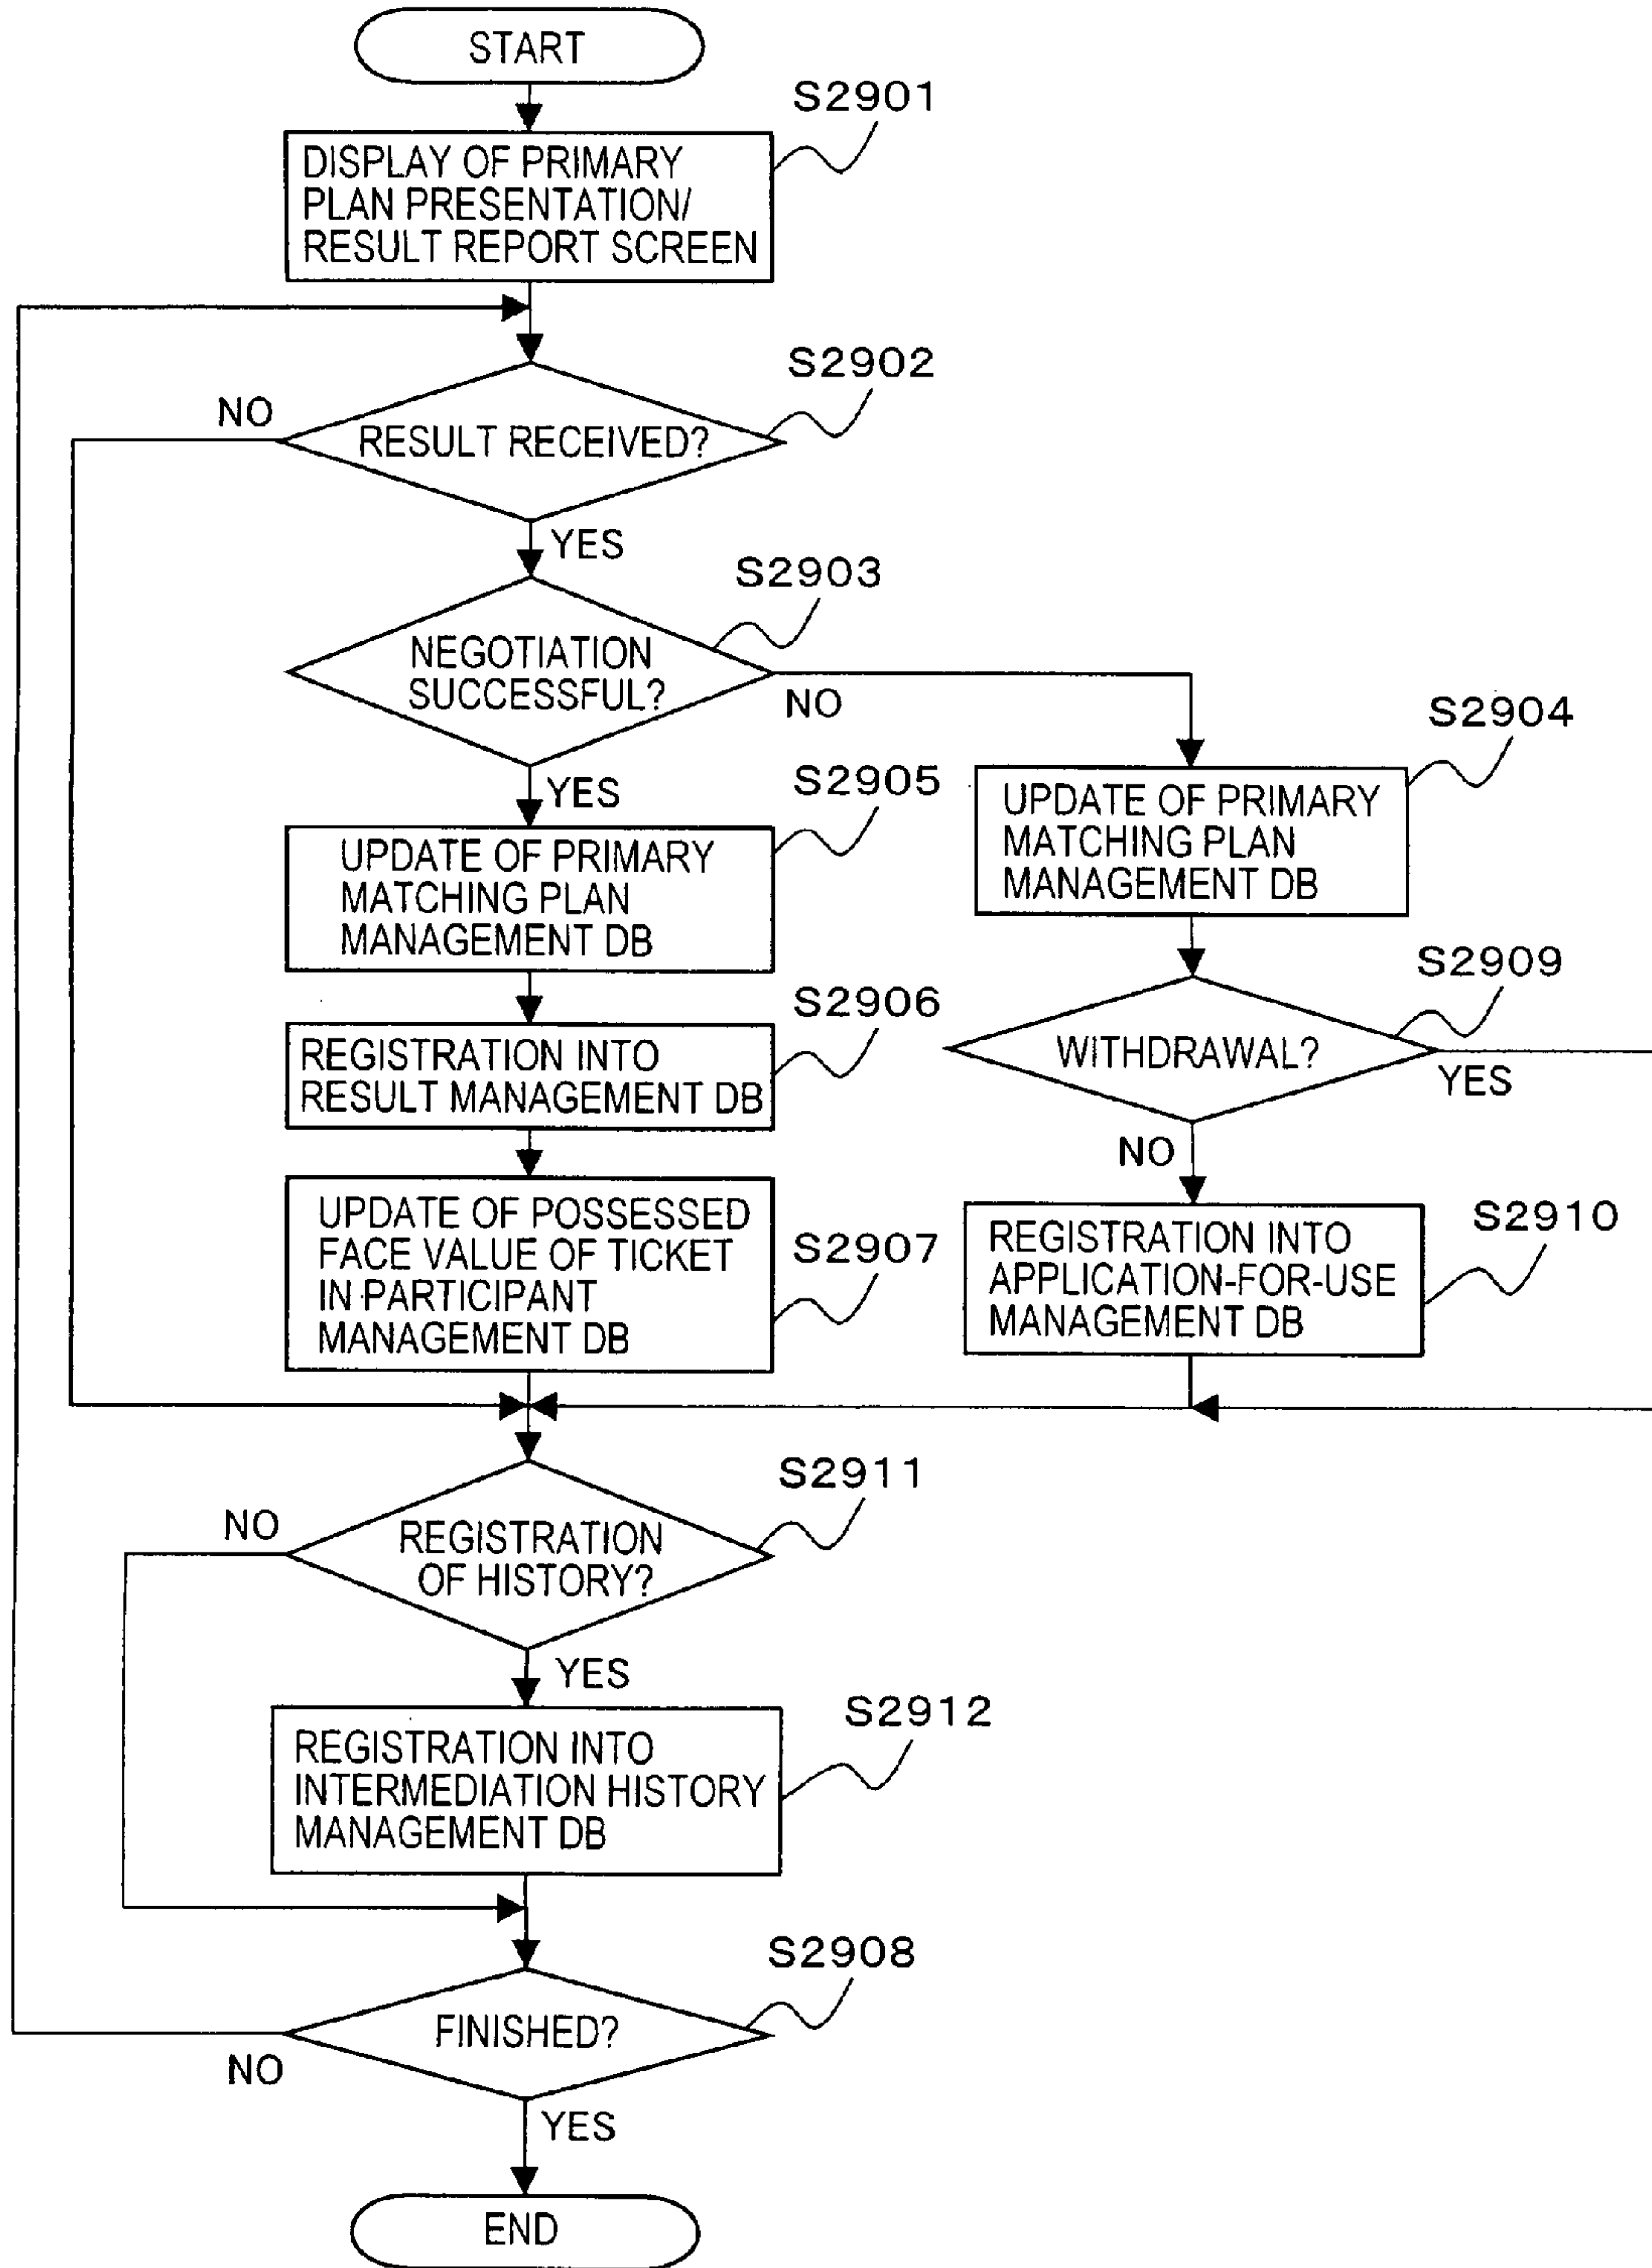 START
S2901
DISPLAY OF PRIMARY
PLAN PRESENTATION/
RESULT REPORT SCREEN
S2902
NO
RESULT RECEIVED?
YES
S2903
NEGOTIATION
SUCCESSFUL?
NO
S2904
UPDATE OF PRIMARY
MATCHING PLAN
MANAGEMENT DB
YES
S2905
UPDATE OF PRIMARY
MATCHING PLAN
MANAGEMENT DB
S2909
WITHDRAWAL?
YES
NO
S2906
REGISTRATION INTO
RESULT MANAGEMENT DB
S2907
UPDATE OF POSSESSED
FACE VALUE OF TICKET
IN PARTICIPANT
MANAGEMENT DB
S2910
REGISTRATION INTO
APPLICATION-FOR-USE
MANAGEMENT DB
S2911
NO
REGISTRATION
OF HISTORY?
YES
S2912
REGISTRATION INTO
INTERMEDIATION HISTORY
MANAGEMENT DB
S2908
FINISHED?
NO
YES
END